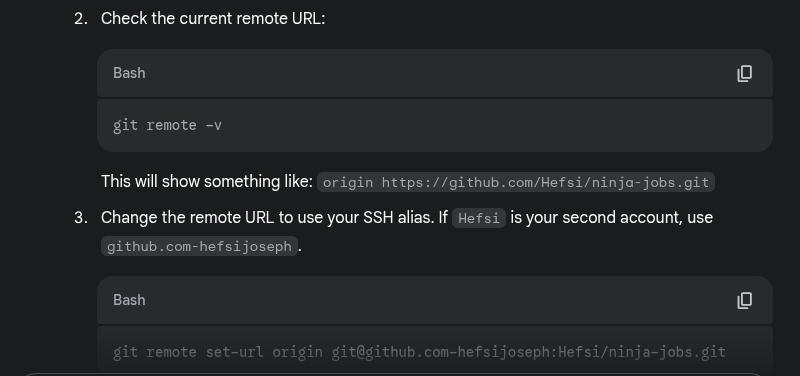 2. Check the current remote URL:
Bash
git remote -v
This will show something like: origin https://github.com/Hefsi/ninja-jobs.git
3. Change the remote URL to use your SSH alias. If Hefsi is your second account, use
github.com-hefsijoseph.
Bash
git remote set-url origin git@github.com-hefsijoseph:Hefsi/ninja-jobs.git